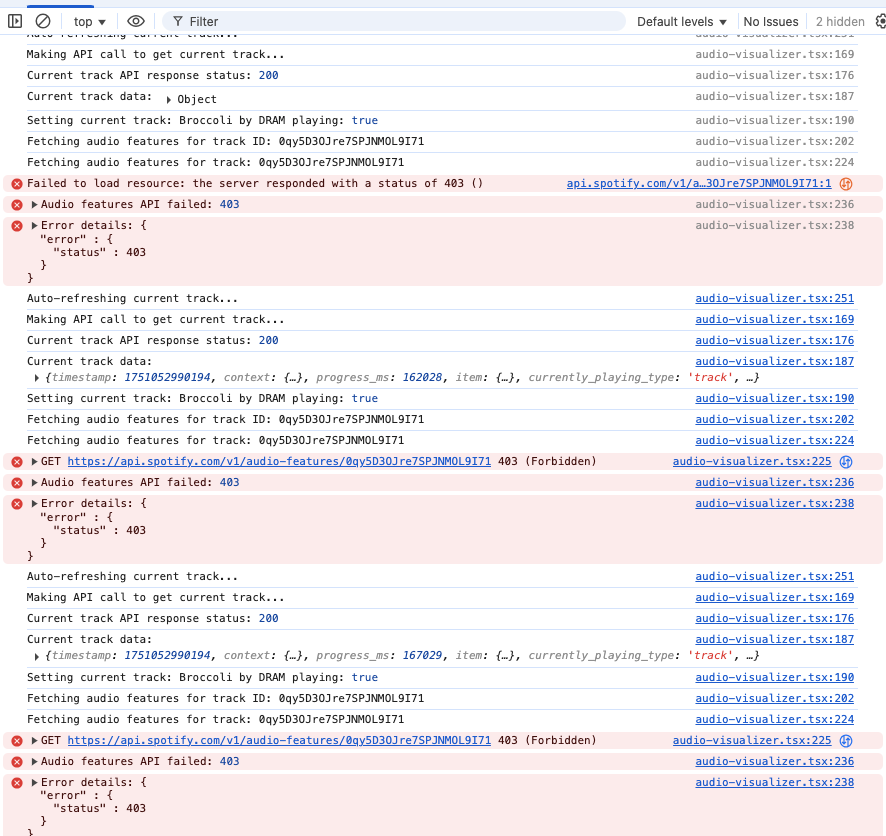 top ▼ Filter Default levels ▼ No Issues 2 hidden
Auto-refreshing current track... audio-visualizer.tsx:251
Making API call to get current track... audio-visualizer.tsx:169
Current track API response status: 200 audio-visualizer.tsx:176
Current track data: ▶ Object audio-visualizer.tsx:187
Setting current track: Broccoli by DRAM playing: true audio-visualizer.tsx:190
Fetching audio features for track ID: 0qy5D3OJre7SPJNMOL9I71 audio-visualizer.tsx:202
Fetching audio features for track: 0qy5D3OJre7SPJNMOL9I71 audio-visualizer.tsx:224
Failed to load resource: the server responded with a status of 403 () api.spotify.com/v1/a…3OJre7SPJNMOL9I71:1
▶ Audio features API failed: 403 audio-visualizer.tsx:236
▶ Error details: { audio-visualizer.tsx:238
"error" : {
"status" : 403
}
}
Auto-refreshing current track... audio-visualizer.tsx:251
Making API call to get current track... audio-visualizer.tsx:169
Current track API response status: 200 audio-visualizer.tsx:176
Current track data: audio-visualizer.tsx:187
▶ {timestamp: 1751052990194, context: {…}, progress_ms: 162028, item: {…}, currently_playing_type: 'track', …}
Setting current track: Broccoli by DRAM playing: true audio-visualizer.tsx:190
Fetching audio features for track ID: 0qy5D3OJre7SPJNMOL9I71 audio-visualizer.tsx:202
Fetching audio features for track: 0qy5D3OJre7SPJNMOL9I71 audio-visualizer.tsx:224
▶ GET https://api.spotify.com/v1/audio-features/0qy5D3OJre7SPJNMOL9I71 403 (Forbidden) audio-visualizer.tsx:225
▶ Audio features API failed: 403 audio-visualizer.tsx:236
▶ Error details: { audio-visualizer.tsx:238
"error" : {
"status" : 403
}
}
Auto-refreshing current track... audio-visualizer.tsx:251
Making API call to get current track... audio-visualizer.tsx:169
Current track API response status: 200 audio-visualizer.tsx:176
Current track data: audio-visualizer.tsx:187
▶ {timestamp: 1751052990194, context: {…}, progress_ms: 167029, item: {…}, currently_playing_type: 'track', …}
Setting current track: Broccoli by DRAM playing: true audio-visualizer.tsx:190
Fetching audio features for track ID: 0qy5D3OJre7SPJNMOL9I71 audio-visualizer.tsx:202
Fetching audio features for track: 0qy5D3OJre7SPJNMOL9I71 audio-visualizer.tsx:224
▶ GET https://api.spotify.com/v1/audio-features/0qy5D3OJre7SPJNMOL9I71 403 (Forbidden) audio-visualizer.tsx:225
▶ Audio features API failed: 403 audio-visualizer.tsx:236
▶ Error details: { audio-visualizer.tsx:238
"error" : {
"status" : 403
}
}